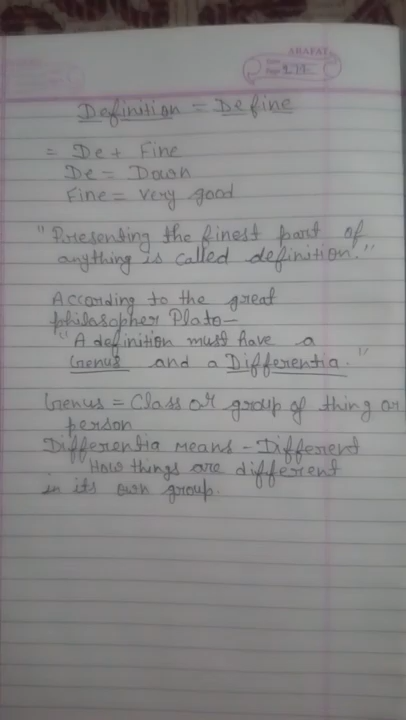 ARAFAT
Definition = Define
= De + Fine
De = Down
Fine = very good
"Presenting the finest part of
anything is called definition."
According to the great
philosopher Plato-
"A definition must have a
Genus and a Differentia."
Genus = Class or group of thing or
person
Differentia means - Different
How things are different
in its own group.